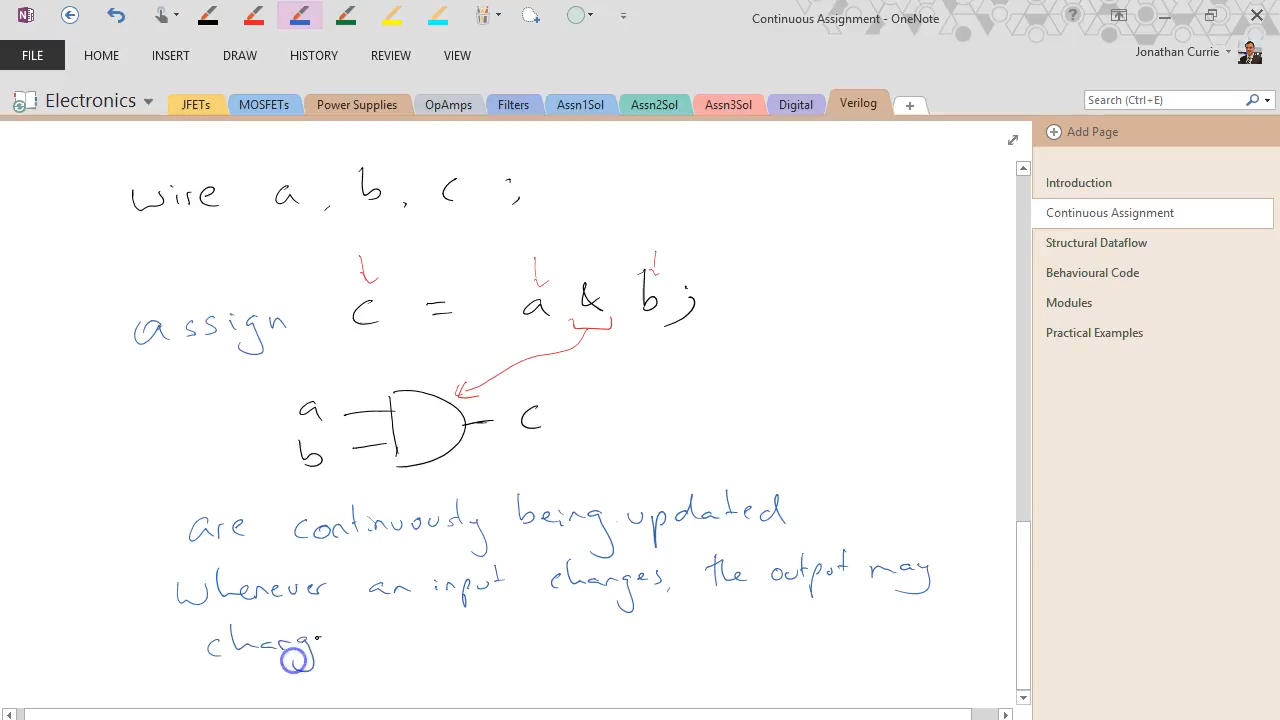 Continuous Assignment - OneNote
?
Jonathan Currie
FILE HOME INSERT DRAW HISTORY REVIEW VIEW
Electronics
JFETs MOSFETs Power Supplies OpAmps Filters Assn1Sol Assn2Sol Assn3Sol Digital Verilog +
Search (Ctrl+E)
Add Page
Introduction
Continuous Assignment
Structural Dataflow
Behavioural Code
Modules
Practical Examples
wire a, b, c ;
assign c = a & b;
a
b
c
are continuously being updated
Whenever an input changes, the output may
chang